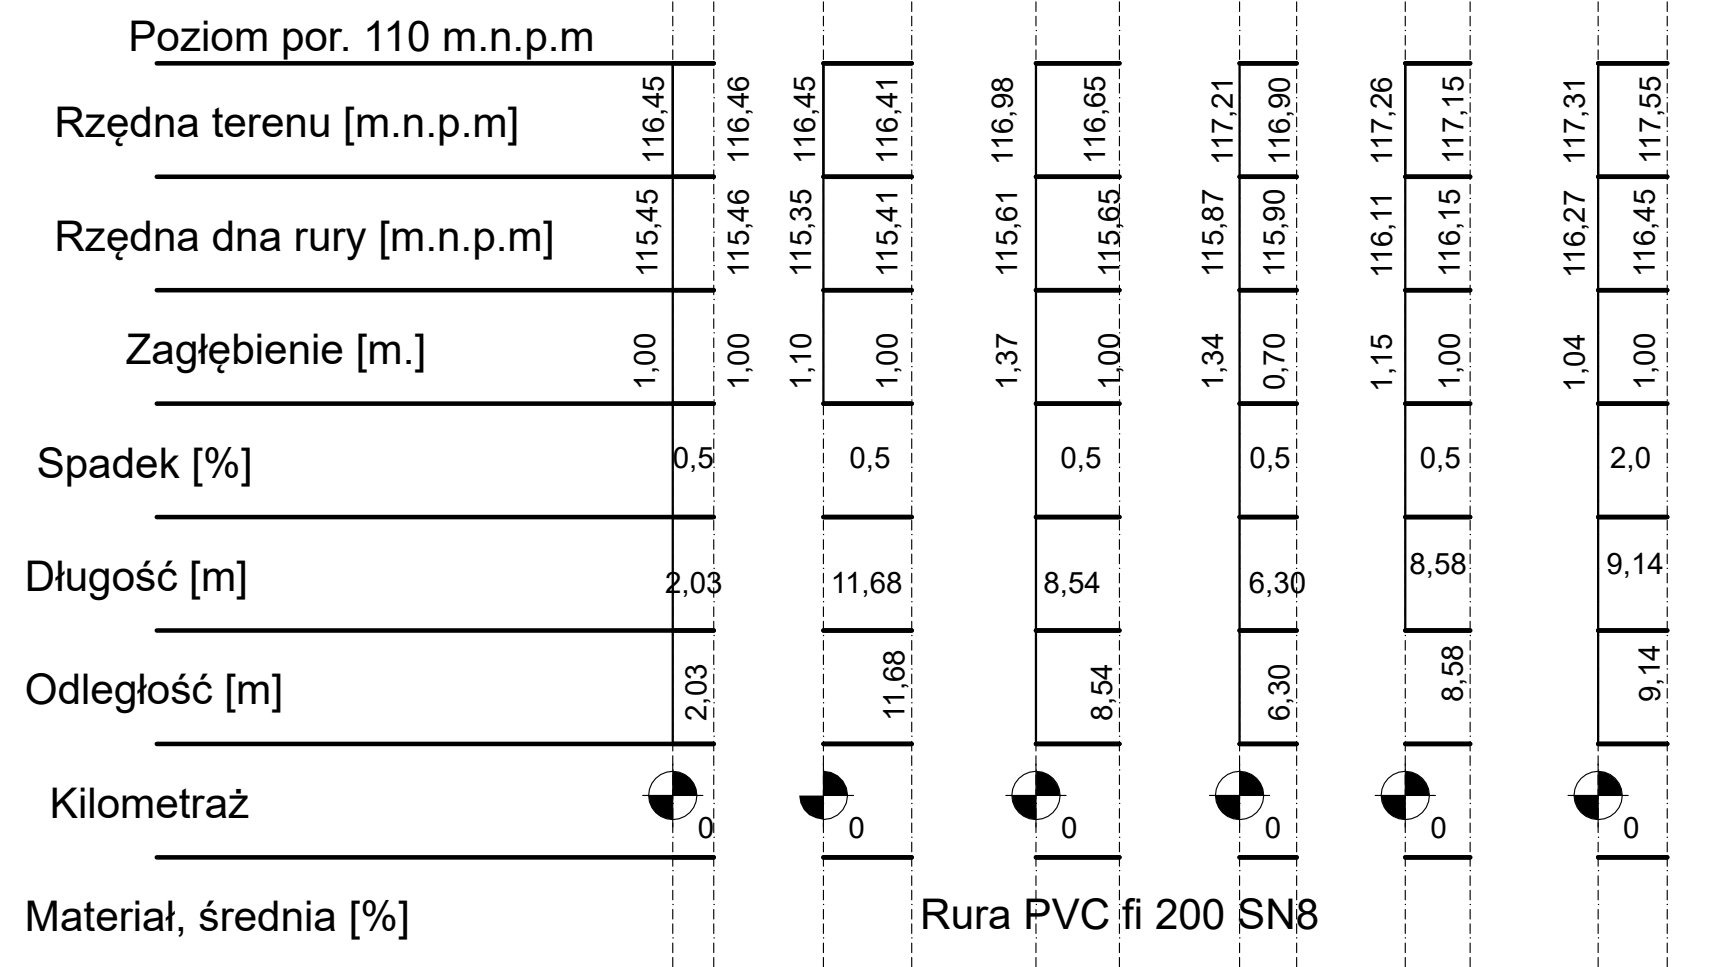 Poziom por. 110 m.n.p.m
Rzędna terenu [m.n.p.m] 116,45 116,46 116,45 116,41 116,98 116,65 117,21 116,90 117,26 117,15 117,31 117,55
Rzędna dna rury [m.n.p.m] 115,45 115,46 115,35 115,41 115,61 115,65 115,87 115,90 116,11 116,15 116,27 116,45
Zagłębienie [m.] 1,00 1,00 1,10 1,00 1,37 1,00 1,34 0,70 1,15 1,00 1,04 1,00
Spadek [%] 0,5 0,5 0,5 0,5 0,5 2,0
Długość [m] 2,03 11,68 8,54 6,30 8,58 9,14
Odległość [m] 2,03 11,68 8,54 6,30 8,58 9,14
Kilometraż 0 0 0 0 0 0
Materiał, średnia [%] Rura PVC fi 200 SN8